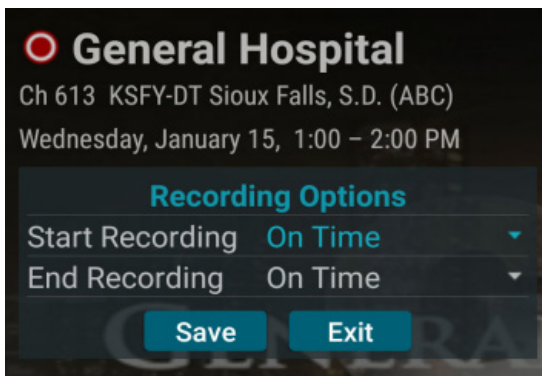 General Hospital
Ch 613 KSFY-DT Sioux Falls, S.D. (ABC)
Wednesday, January 15, 1:00 – 2:00 PM
Recording Options
Start Recording On Time
End Recording On Time
Save Exit